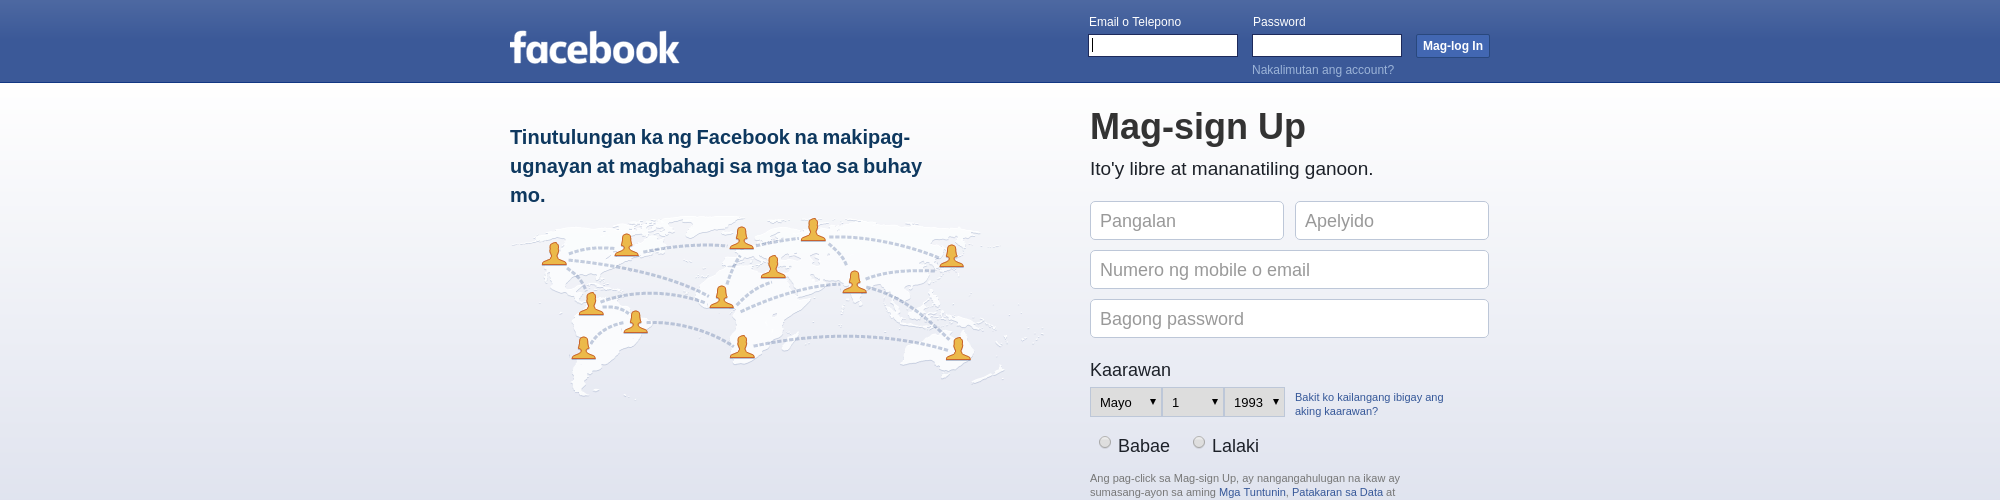 facebook
Email o Telepono
Password
Mag-log In
Nakalimutan ang account?
Tinutulungan ka ng Facebook na makipag-
ugnayan at magbahagi sa mga tao sa buhay
mo.
Mag-sign Up
Ito'y libre at mananatiling ganoon.
Pangalan
Apelyido
Numero ng mobile o email
Bagong password
Kaarawan
Mayo
1
1993
Bakit ko kailangang ibigay ang
aking kaarawan?
Babae
Lalaki
Ang pag-click sa Mag-sign Up, ay nangangahulugan na ikaw ay
sumasang-ayon sa aming Mga Tuntunin, Patakaran sa Data at